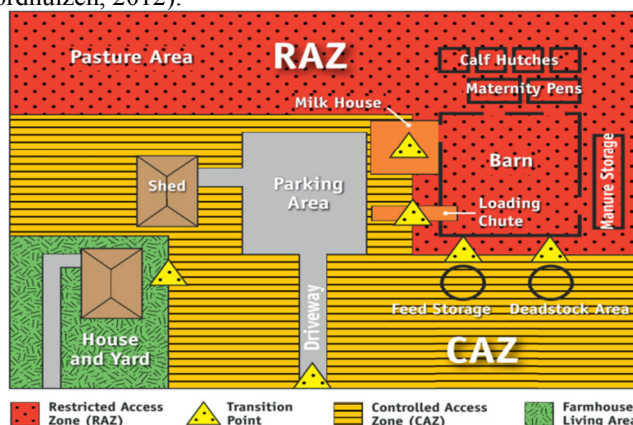 ordhuizen, 2012).
Pasture Area
RAZ
Calf Hutches
Maternity Pens
Milk House
Barn
Manure Storage
Shed
Parking
Area
Loading
Chute
Feed Storage
Deadstock Area
House
and Yard
Driveway
CAZ
Restricted Access
Zone (RAZ)
Transition
Point
Controlled Access
Zone (CAZ)
Farmhouse
Living Area